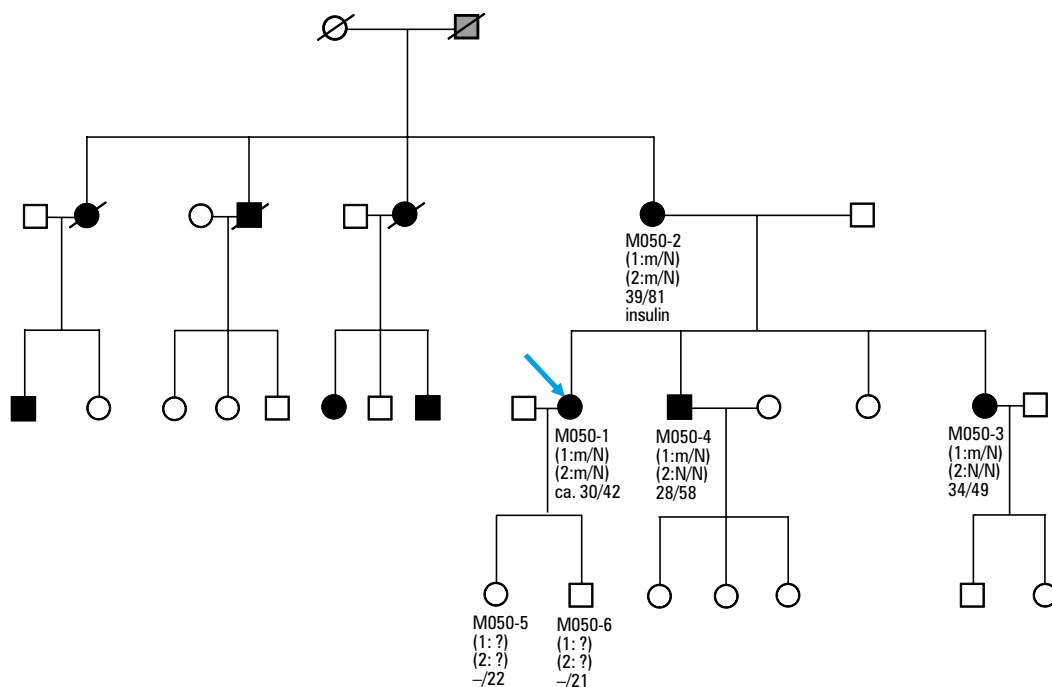 M050-2
(1:m/N)
(2:m/N)
39/81
insulin
M050-1
(1:m/N)
(2:m/N)
ca. 30/42
M050-4
(1:m/N)
(2:N/N)
28/58
M050-3
(1:m/N)
(2:N/N)
34/49
M050-5
(1: ?)
(2: ?)
–/22
M050-6
(1: ?)
(2: ?)
–/21